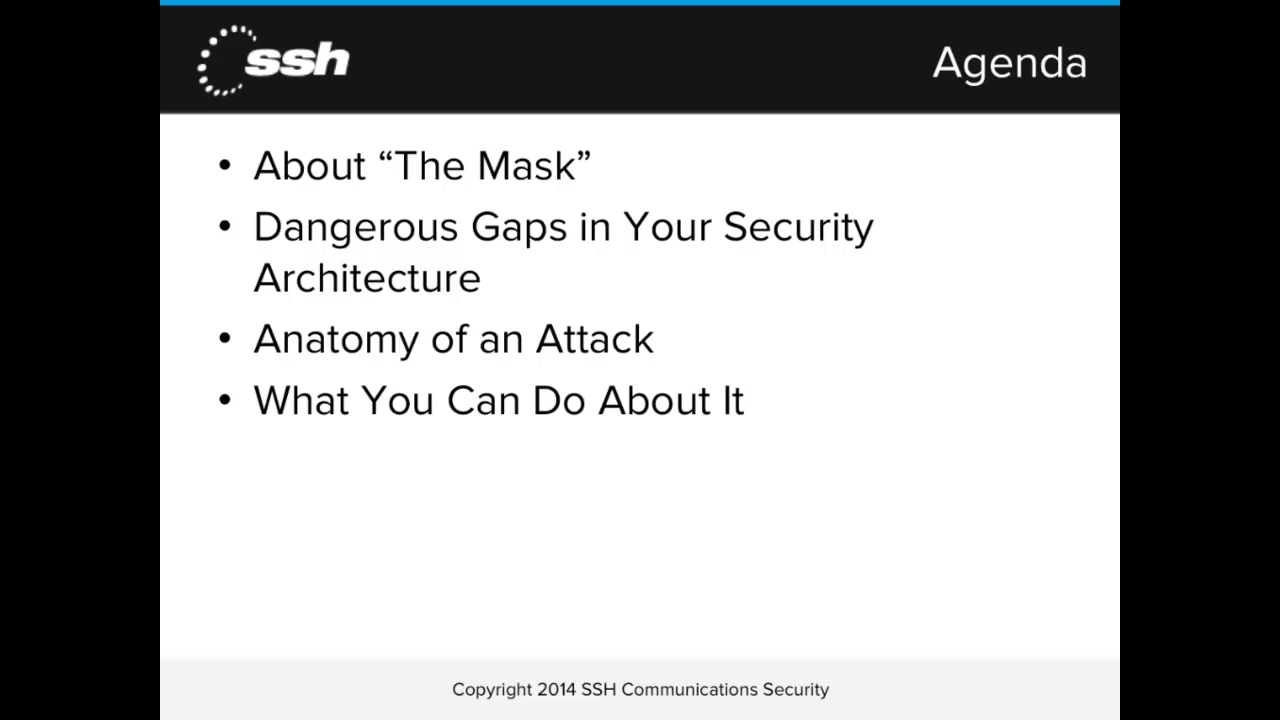 ssh
Agenda
• About “The Mask”
• Dangerous Gaps in Your Security
Architecture
• Anatomy of an Attack
• What You Can Do About It
Copyright 2014 SSH Communications Security